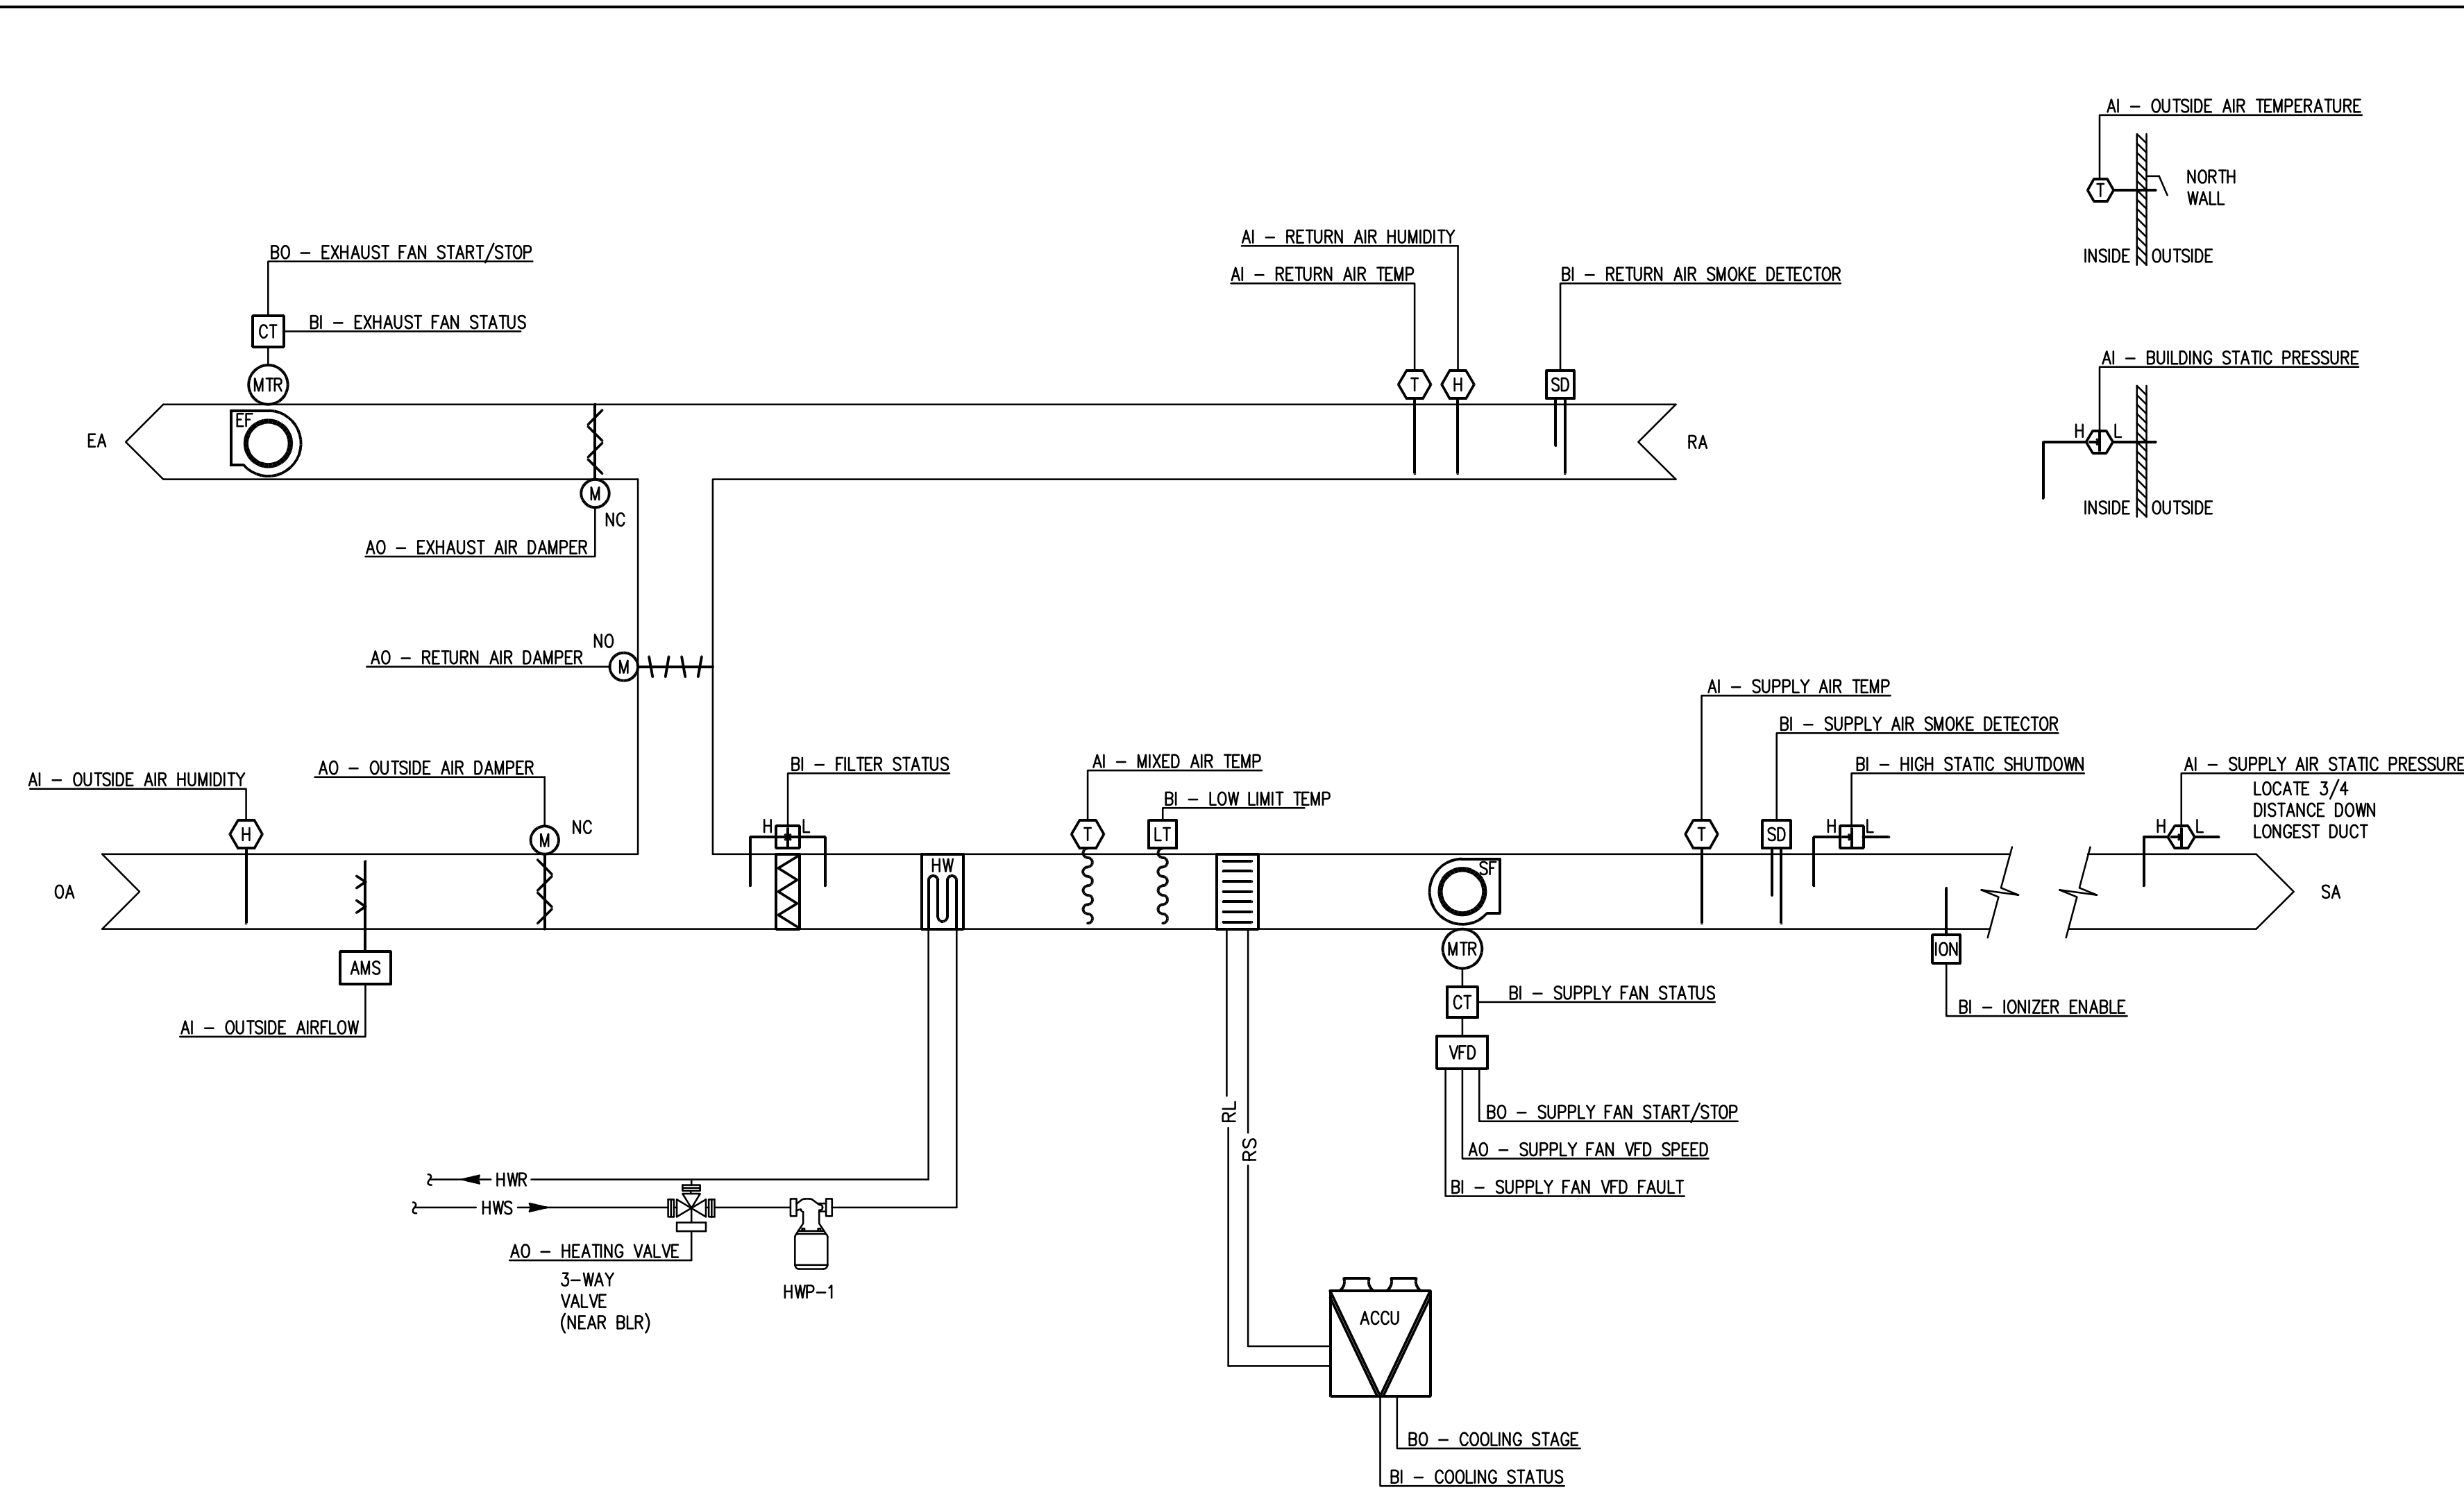 AI - OUTSIDE AIR TEMPERATURE
T
NORTH
WALL
INSIDE
OUTSIDE
AI - RETURN AIR HUMIDITY
BO - EXHAUST FAN START/STOP
AI - RETURN AIR TEMP
BI - RETURN AIR SMOKE DETECTOR
CT
BI - EXHAUST FAN STATUS
AI - BUILDING STATIC PRESSURE
MTR
T
H
SD
EF
EA
RA
H
L
M
NC
INSIDE
OUTSIDE
AO - EXHAUST AIR DAMPER
NO
AO - RETURN AIR DAMPER
M
AI - SUPPLY AIR TEMP
BI - SUPPLY AIR SMOKE DETECTOR
AI - OUTSIDE AIR HUMIDITY
AO - OUTSIDE AIR DAMPER
BI - FILTER STATUS
AI - MIXED AIR TEMP
BI - HIGH STATIC SHUTDOWN
AI - SUPPLY AIR STATIC PRESSURE
LOCATE 3/4
DISTANCE DOWN
LONGEST DUCT
BI - LOW LIMIT TEMP
H
M
NC
H
L
T
LT
T
SD
H
L
H
L
HW
SF
OA
SA
AMS
MTR
ION
AI - OUTSIDE AIRFLOW
CT
BI - SUPPLY FAN STATUS
BI - IONIZER ENABLE
VFD
RL
RS
BO - SUPPLY FAN START/STOP
AO - SUPPLY FAN VFD SPEED
BI - SUPPLY FAN VFD FAULT
HWR
HWS
AO - HEATING VALVE
3-WAY
VALVE
(NEAR BLR)
HWP-1
ACCU
BO - COOLING STAGE
BI - COOLING STATUS